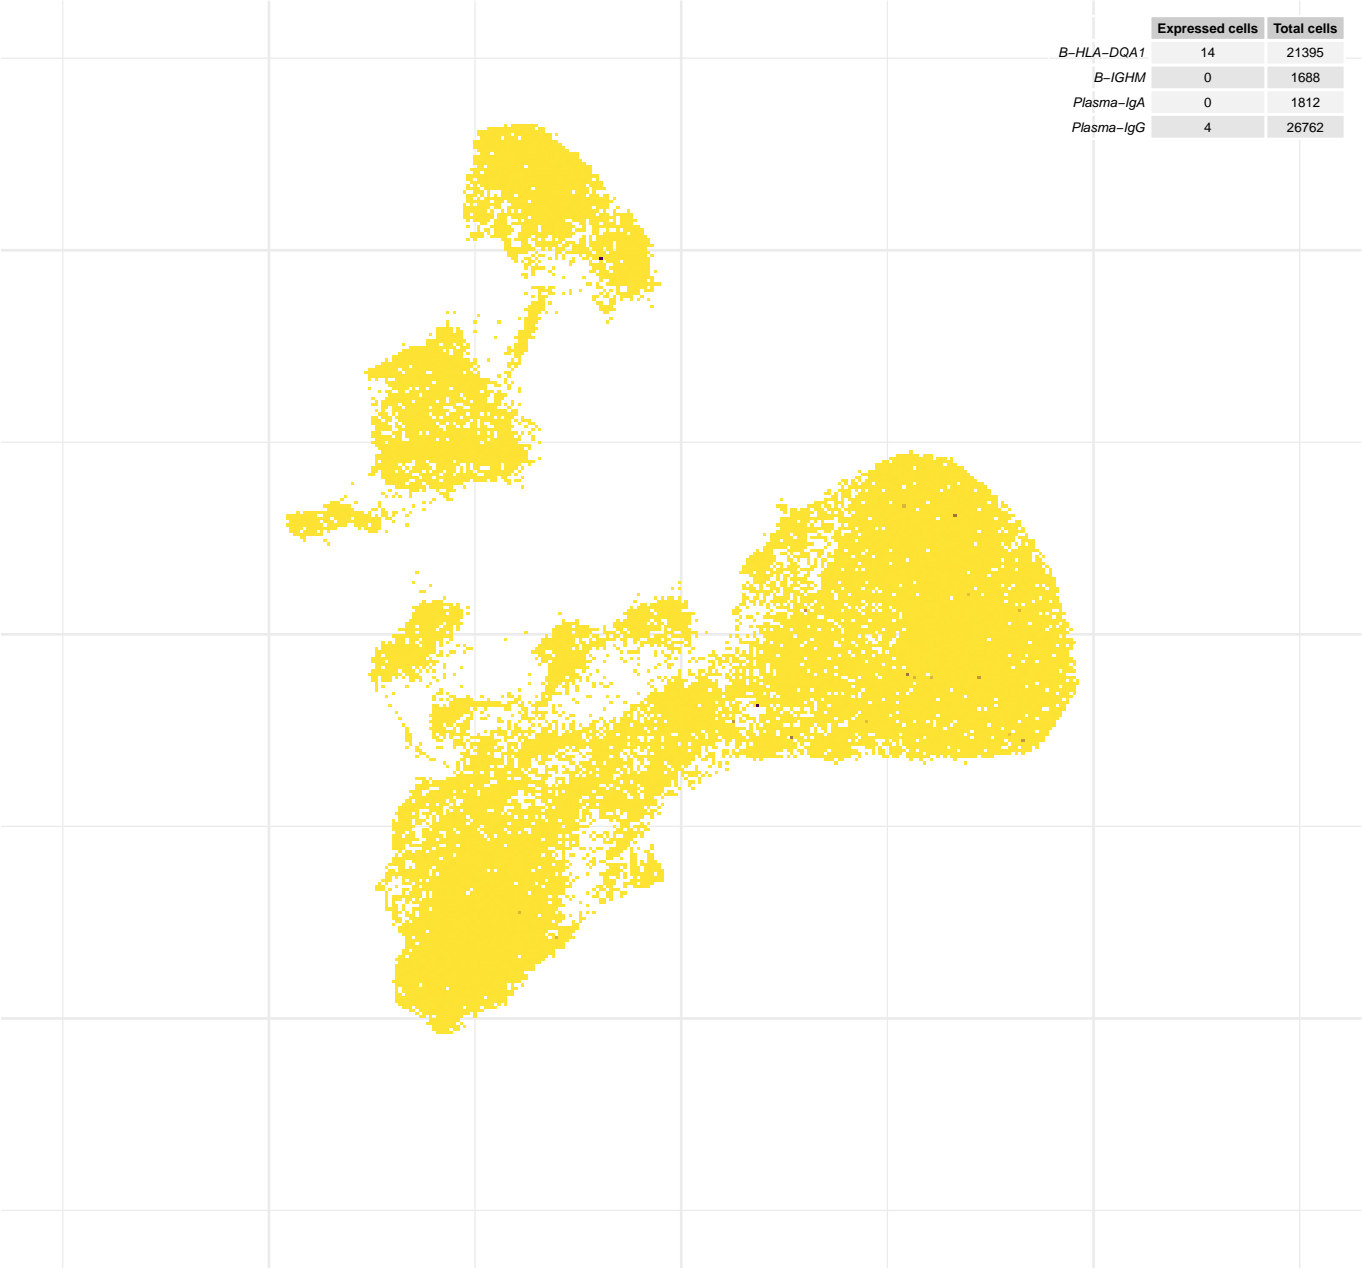 Expressed cells Total cells
B−HLA−DQA1 14 21395
B−IGHM 0 1688
Plasma−IgA 0 1812
Plasma−IgG 4 26762